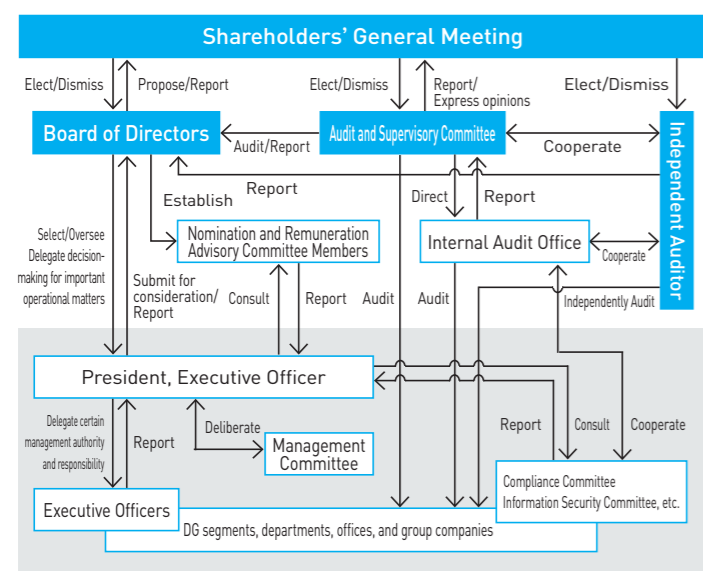 Shareholders’ General Meeting
Elect/Dismiss
Propose/Report
Elect/Dismiss
Report/
Express opinions
Elect/Dismiss
Board of Directors
Audit/Report
Audit and Supervisory Committee
Cooperate
Independent Auditor
Report
Establish
Direct
Report
Nomination and Remuneration
Advisory Committee Members
Internal Audit Office
Cooperate
Select/Oversee
Delegate decision-
making for important
operational matters
Submit for
consideration/
Report
Consult
Report
Audit
Audit
Independently Audit
President, Executive Officer
Delegate certain
management authority
and responsibility
Report
Deliberate
Management
Committee
Report
Consult
Cooperate
Compliance Committee
Information Security Committee, etc.
Executive Officers
DG segments, departments, offices, and group companies